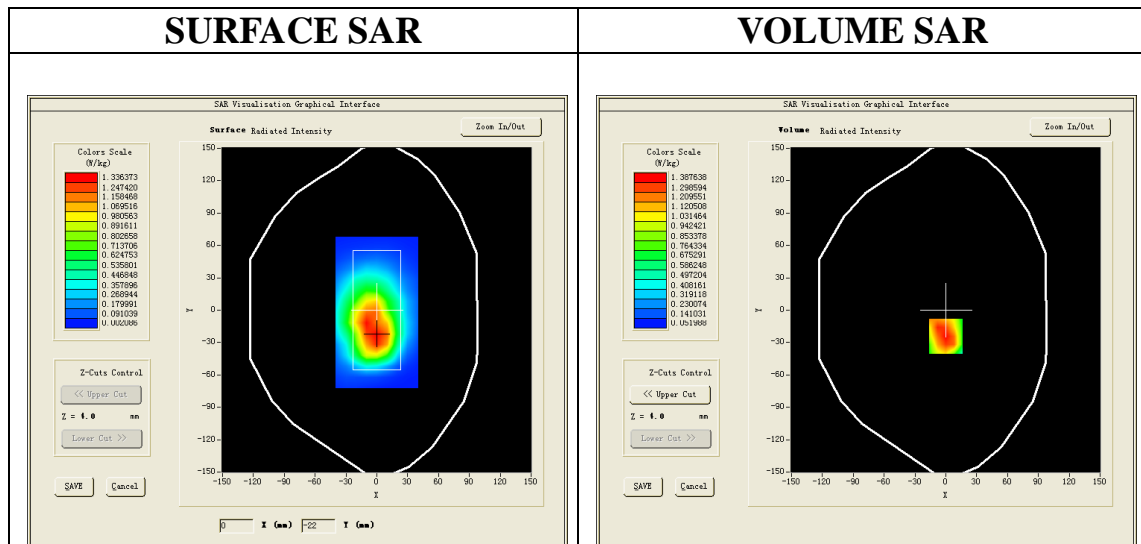 SURFACE SAR
VOLUME SAR
SAR Visualisation Graphical Interface
Surface Radiated Intensity
Zoom In/Out
Colors Scale
(W/kg)
1.336373
1.247420
1.158468
1.069516
0.980563
0.891611
0.802658
0.713706
0.624753
0.535801
0.446848
0.357896
0.268944
0.179991
0.091039
0.002086
150
120
90
60
30
0
-30
-60
-90
-120
-150
Y
-150 -120 -90 -60 -30 0 30 60 90 120 150
X
Z-Cuts Control
<< Upper Cut
Z = 4.0 mm
Lower Cut >>
SAVE Cancel
0 X (mm) -22 Y (mm)
SAR Visualisation Graphical Interface
Volume Radiated Intensity
Zoom In/Out
Colors Scale
(W/kg)
1.387638
1.298594
1.209551
1.120508
1.031464
0.942421
0.853378
0.764334
0.675291
0.586248
0.497204
0.408161
0.319118
0.230074
0.141031
0.051988
150
120
90
60
30
0
-30
-60
-90
-120
-150
Y
-150 -120 -90 -60 -30 0 30 60 90 120 150
X
Z-Cuts Control
<< Upper Cut
Z = 4.0 mm
Lower Cut >>
SAVE Cancel